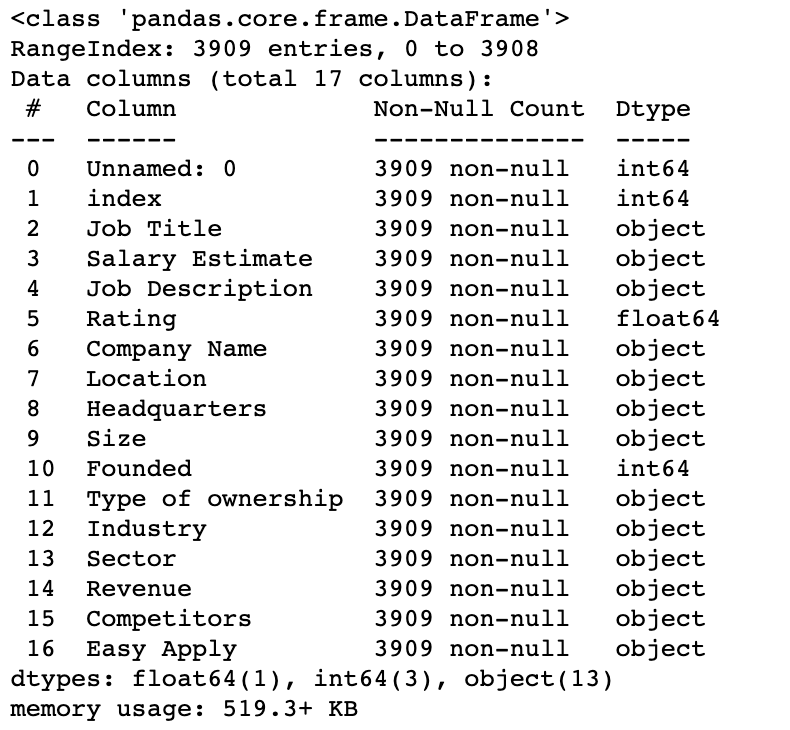 <class 'pandas.core.frame.DataFrame'>
RangeIndex: 3909 entries, 0 to 3908
Data columns (total 17 columns):
 #   Column             Non-Null Count  Dtype
---  ------             --------------  -----
 0   Unnamed: 0         3909 non-null   int64
 1   index              3909 non-null   int64
 2   Job Title          3909 non-null   object
 3   Salary Estimate    3909 non-null   object
 4   Job Description    3909 non-null   object
 5   Rating             3909 non-null   float64
 6   Company Name       3909 non-null   object
 7   Location           3909 non-null   object
 8   Headquarters       3909 non-null   object
 9   Size               3909 non-null   object
 10  Founded            3909 non-null   int64
 11  Type of ownership  3909 non-null   object
 12  Industry           3909 non-null   object
 13  Sector             3909 non-null   object
 14  Revenue            3909 non-null   object
 15  Competitors        3909 non-null   object
 16  Easy Apply         3909 non-null   object
dtypes: float64(1), int64(3), object(13)
memory usage: 519.3+ KB